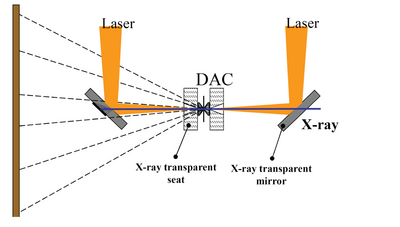 Laser
Laser
DAC
X-ray
X-ray transparent
seat
X-ray transparent
mirror